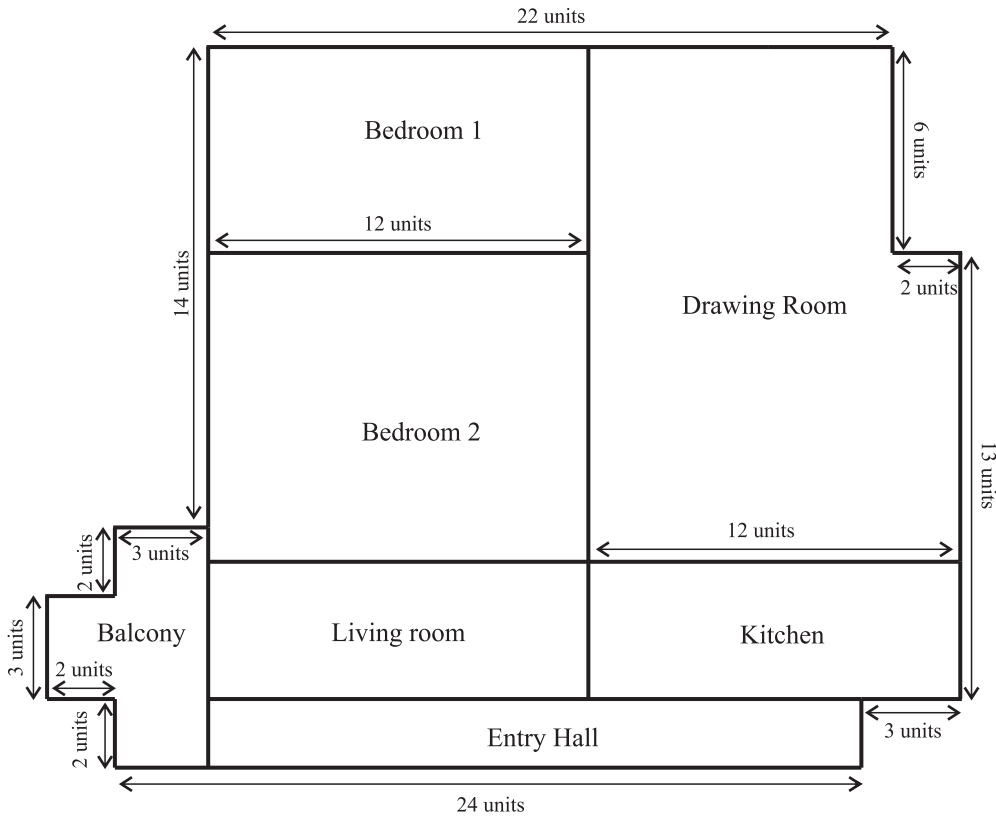 22 units
Bedroom 1
6 units
12 units
14 units
2 units
Drawing Room
Bedroom 2
13 units
12 units
3 units
2 units
Balcony
Living room
Kitchen
3 units
2 units
2 units
3 units
Entry Hall
24 units